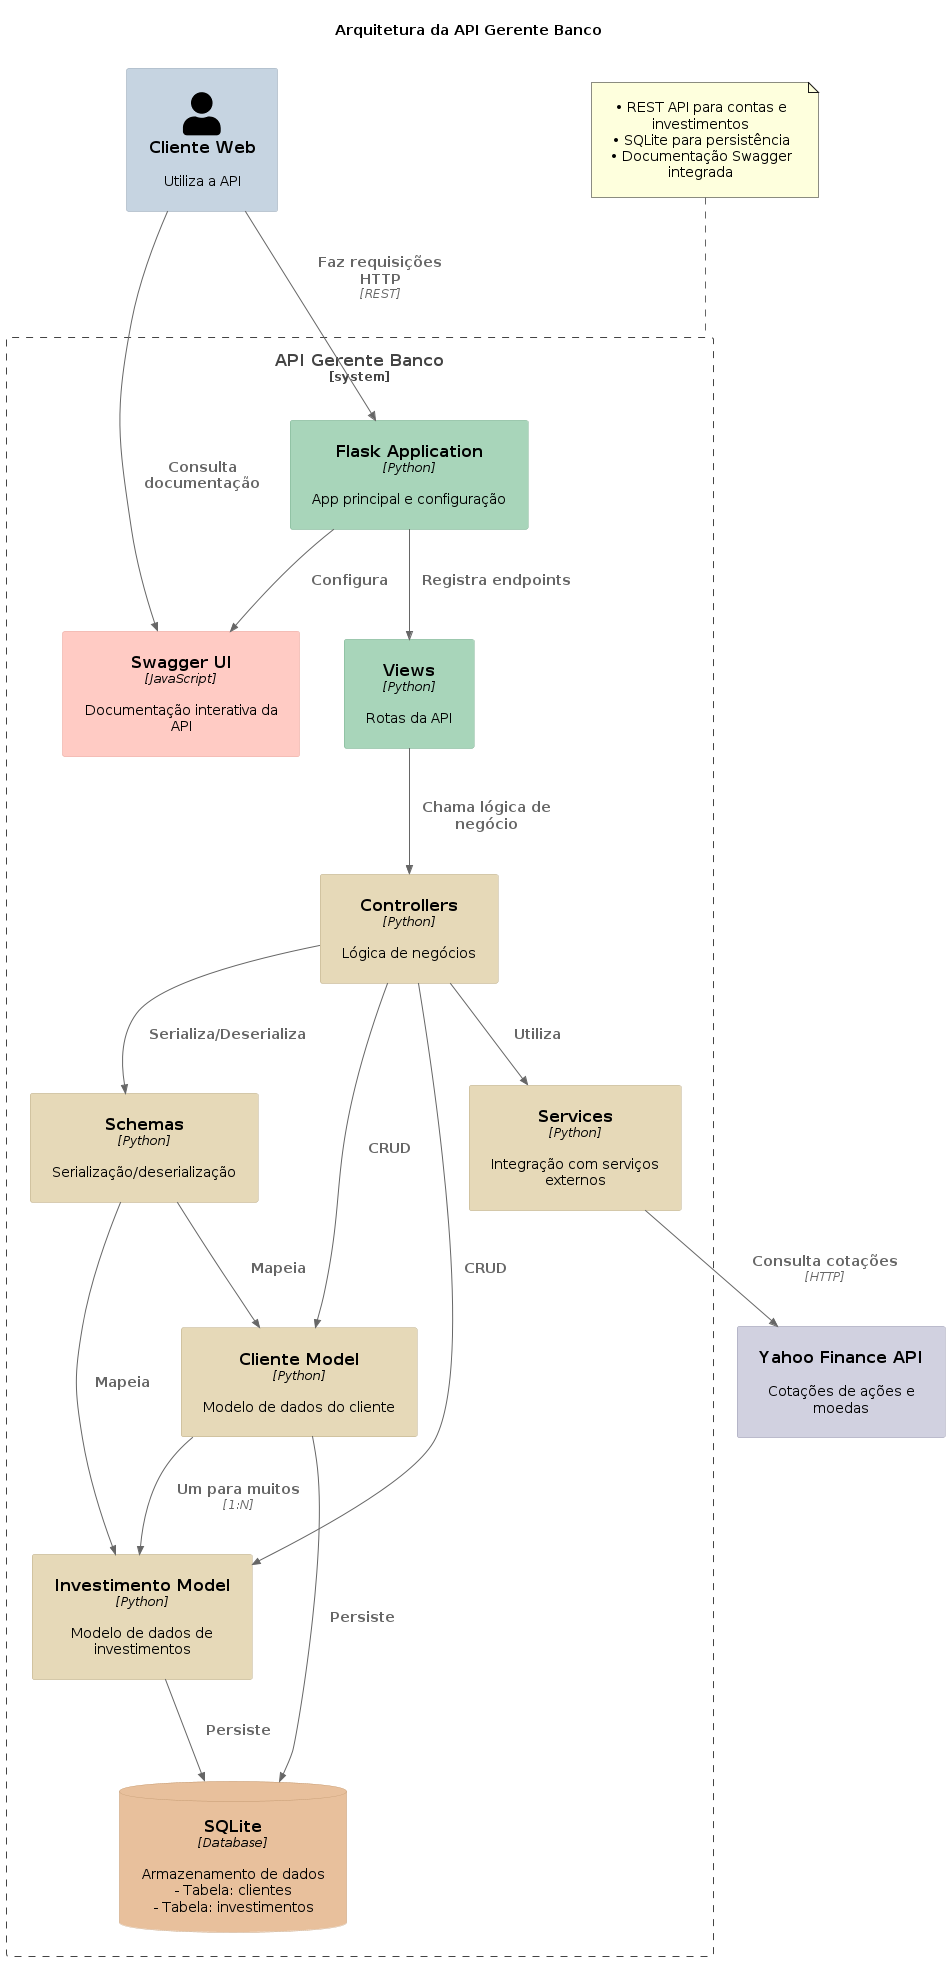 Arquitetura da API Gerente Banco
Cliente Web
Utiliza a API
• REST API para contas e
investimentos
• SQLite para persistência
• Documentação Swagger
integrada
Faz requisições
HTTP
[REST]
API Gerente Banco
[system]
Flask Application
[Python]
App principal e configuração
Consulta
documentação
Configura
Registra endpoints
Swagger UI
[JavaScript]
Documentação interativa da
API
Views
[Python]
Rotas da API
Chama lógica de
negócio
Controllers
[Python]
Lógica de negócios
Serializa/Deserializa
Utiliza
Schemas
[Python]
Serialização/deserialização
CRUD
Services
[Python]
Integração com serviços
externos
Mapeia
CRUD
Consulta cotações
[HTTP]
Cliente Model
[Python]
Modelo de dados do cliente
Yahoo Finance API
Cotações de ações e
moedas
Mapeia
Um para muitos
[1:N]
Investimento Model
[Python]
Modelo de dados de
investimentos
Persiste
Persiste
SQLite
[Database]
Armazenamento de dados
- Tabela: clientes
- Tabela: investimentos